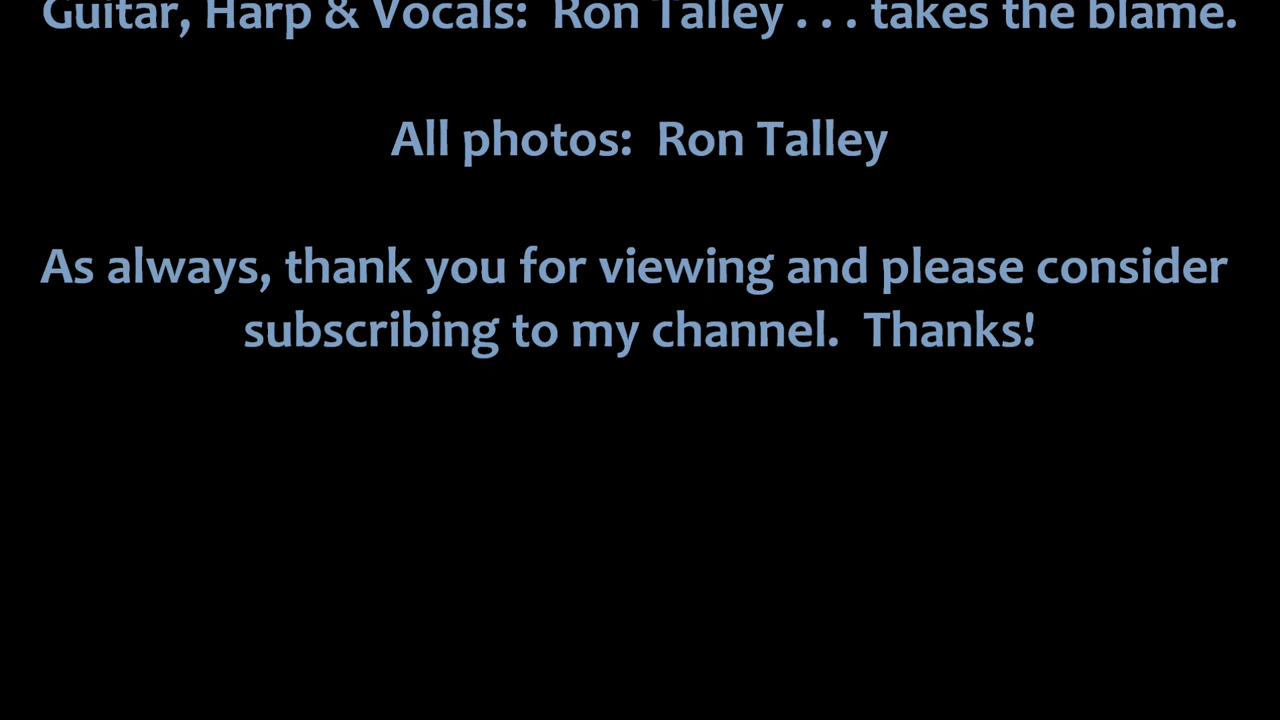 Guitar, Harp & Vocals:  Ron Talley . . . takes the blame.
All photos:  Ron Talley
As always, thank you for viewing and please consider
subscribing to my channel.  Thanks!